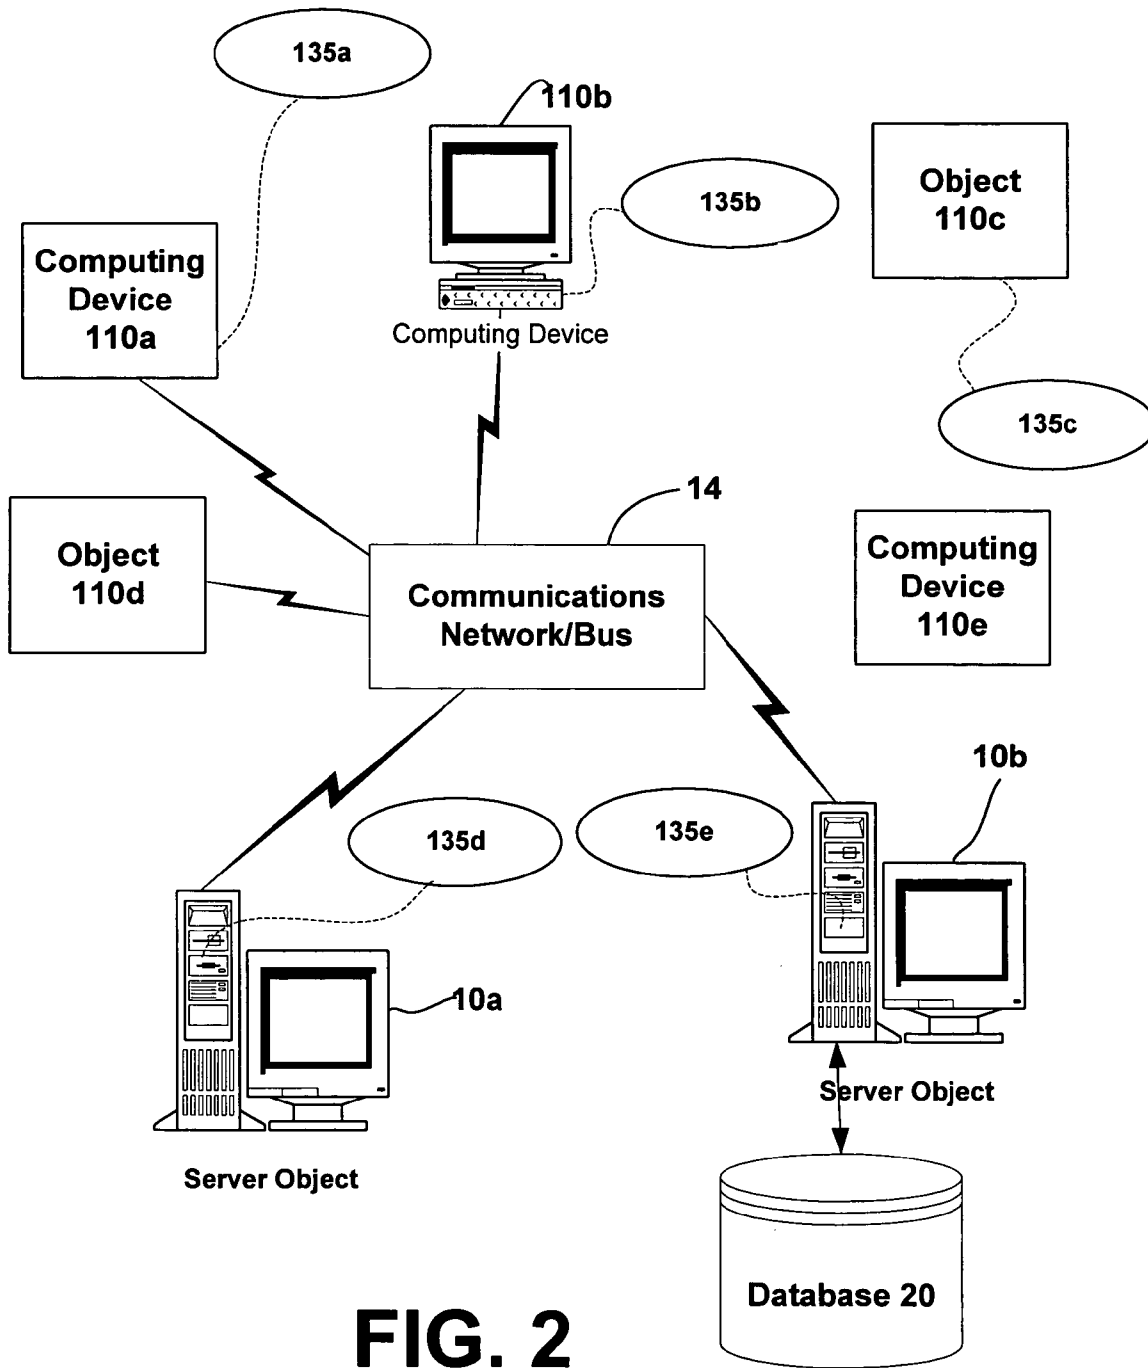 135a
110b
135b
Object
110c
Computing
Device
110a
Computing Device
135c
14
Object
110d
Communications
Network/Bus
Computing
Device
110e
10b
135d
135e
10a
Server Object
Server Object
Database 20
FIG. 2